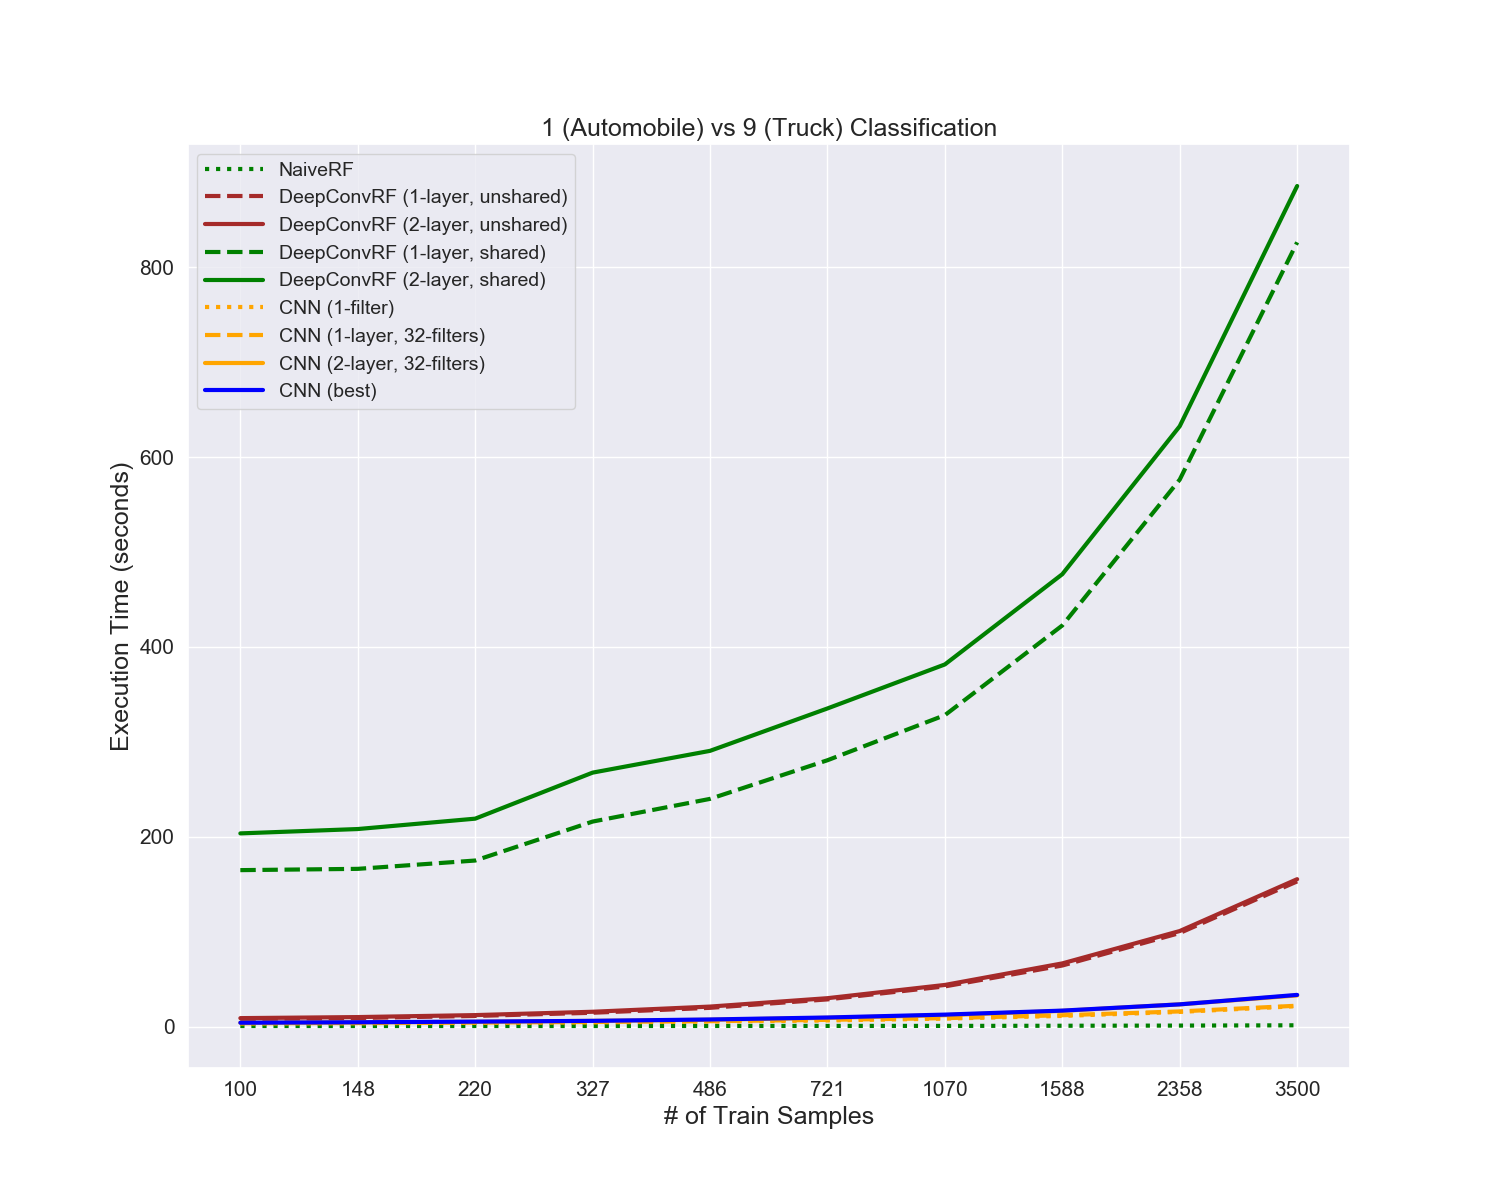 1 (Automobile) vs 9 (Truck) Classification
NaiveRF
DeepConvRF (1-layer, unshared)
DeepConvRF (2-layer, unshared)
DeepConvRF (1-layer, shared)
DeepConvRF (2-layer, shared)
CNN (1-filter)
CNN (1-layer, 32-filters)
CNN (2-layer, 32-filters)
CNN (best)
Execution Time (seconds)
800
600
400
200
0
100 148 220 327 486 721 1070 1588 2358 3500
# of Train Samples